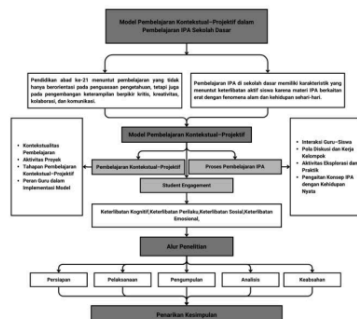 Model Pembelajaran Kontekstual–Projektif dalam
Pembelajaran IPA Sekolah Dasar
Pendidikan abad ke-21 menuntut pembelajaran yang tidak
hanya berorientasi pada penguasaan pengetahuan, tetapi juga
pada pengembangan keterampilan berpikir kritis, kreativitas,
kolaborasi, dan komunikasi.
Pembelajaran IPA di sekolah dasar memiliki karakteristik yang
menuntut keterlibatan aktif siswa karena materi IPA berkaitan
erat dengan fenomena alam dan kehidupan sehari-hari.
Model Pembelajaran Kontekstual–Projektif
• Kontekstualitas
Pembelajaran
• Aktivitas Proyek
• Tahapan Pembelajaran
Kontekstual–Projektif
• Peran Guru dalam
Implementasi Model
Pembelajaran Kontekstual–Projektif
Proses Pembelajaran IPA
• Interaksi Guru–Siswa
• Pola Diskusi dan Kerja
Kelompok
• Aktivitas Eksplorasi dan
Praktik
• Pengaitan Konsep IPA
dengan Kehidupan
Nyata
Student Engagement
Keterlibatan Kognitif,Keterlibatan Perilaku,Keterlibatan Sosial,Keterlibatan
Emosional,
Alur Penelitian
Persiapan
Pelaksanaan
Pengumpulan
Analisis
Keabsahan
Penarikan Kesimpulan